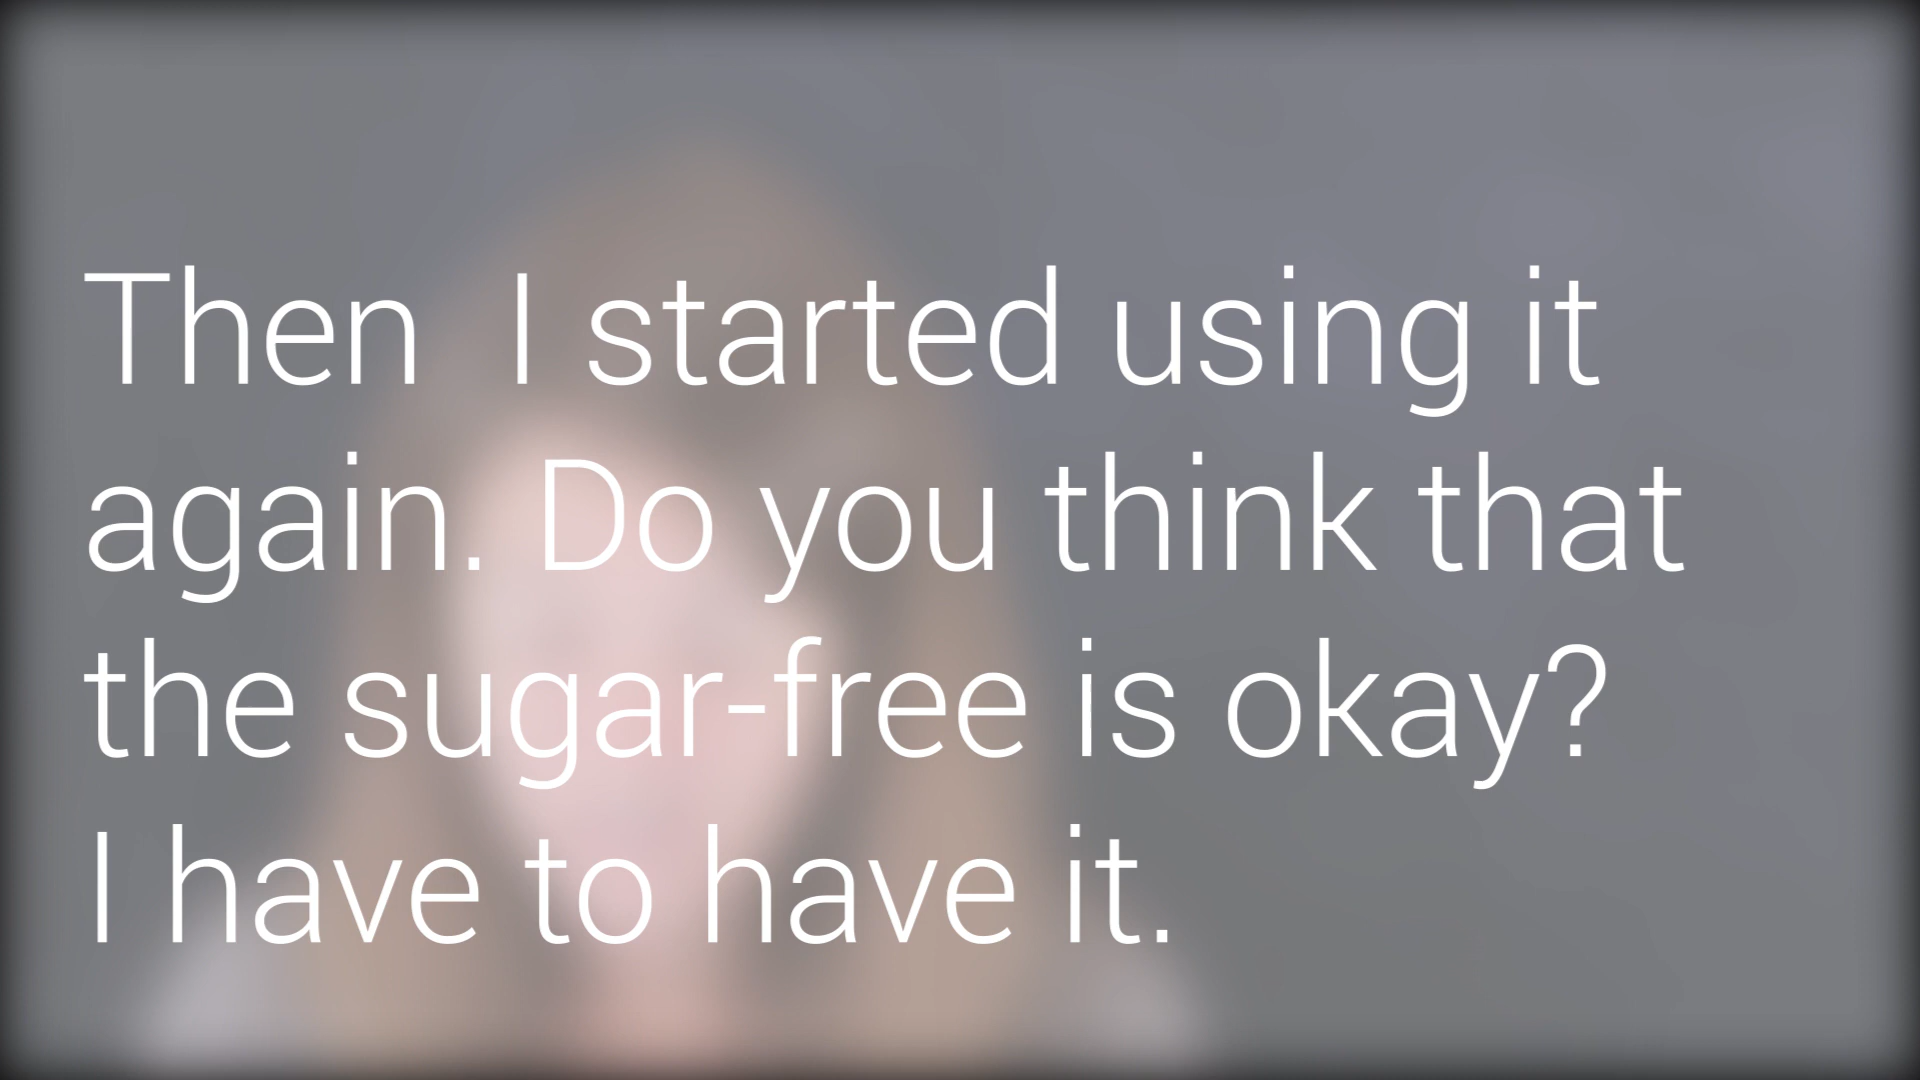 Then  I started using it
again. Do you think that
the sugar-free is okay?
I have to have it.